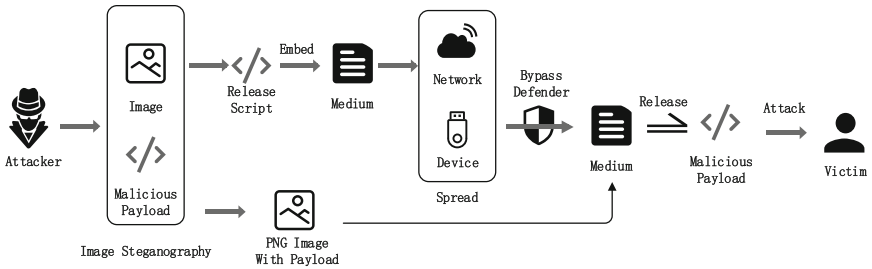 Attacker
Image
Malicious
Payload
Image Steganography
Release
Script
Embed
Medium
PNG Image
With Payload
Network
Device
Spread
Bypass
Defender
Medium
Release
Malicious
Payload
Attack
Victim